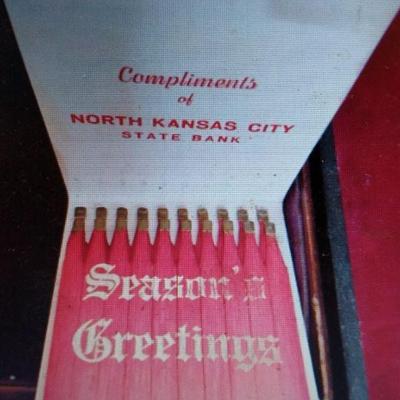 Compliments
of
NORTH KANSAS CITY
STATE BANK
Season's
Greetings